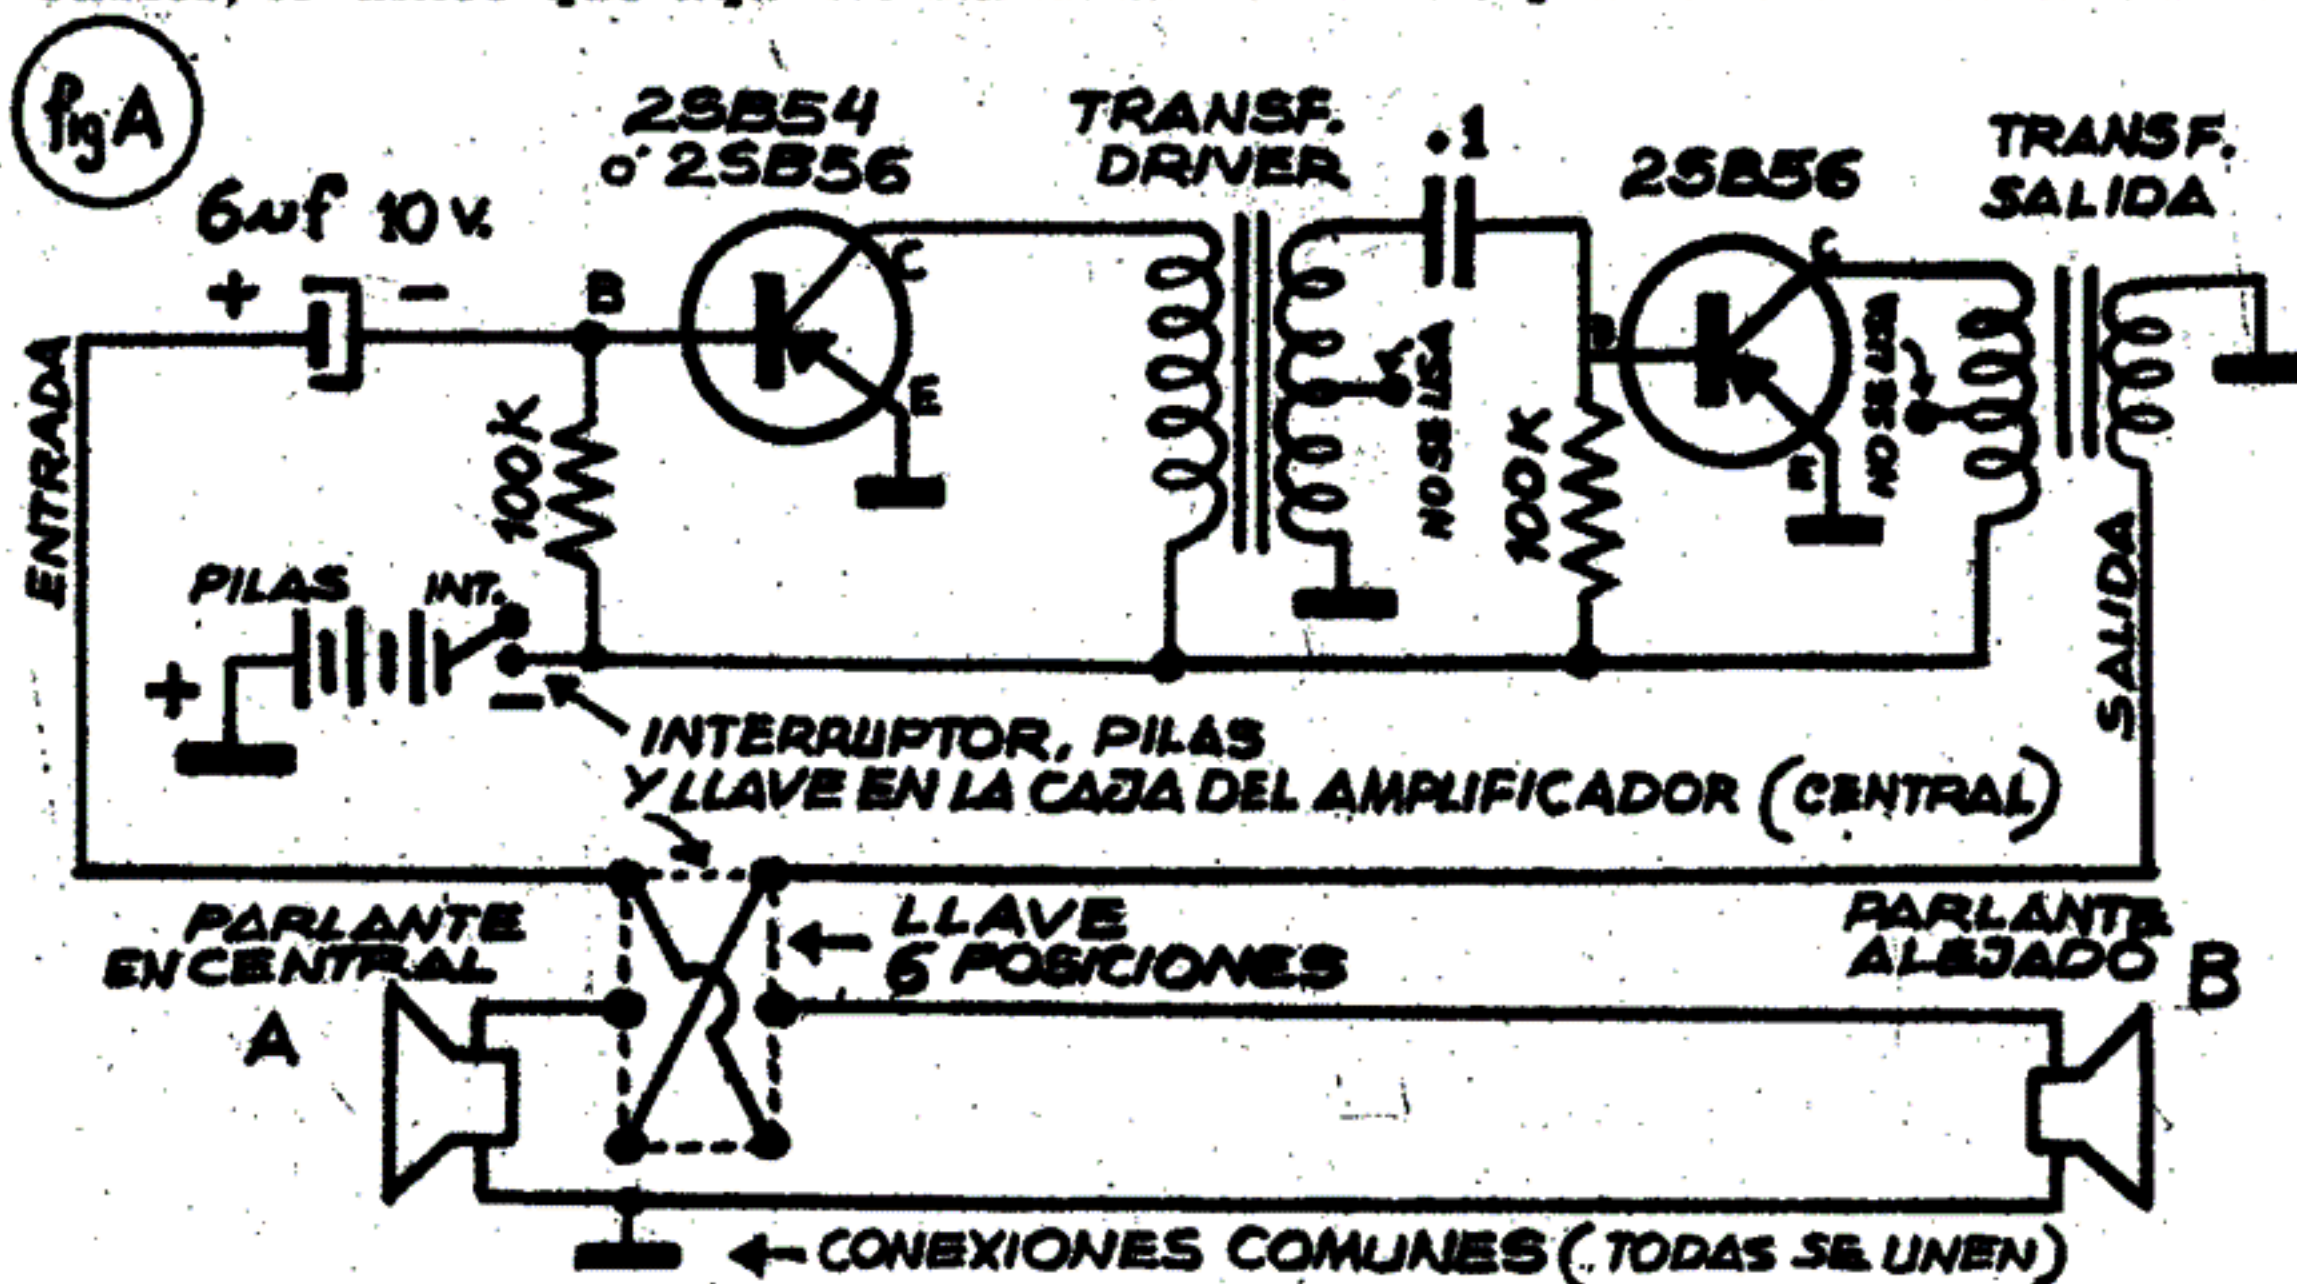 fig A
2SB54
ó 2SB56
TRANSF.
DRIVER
.1
2SB56
TRANSF.
SALIDA
6uf 10 V.
+ -
B
C
E
B
C
E
ENTRADA
100K
NO SE USA
100K
NO SE USA
SALIDA
PILAS
INT.
+
-
INTERRUPTOR, PILAS
Y LLAVE EN LA CAJA DEL AMPLIFICADOR (CENTRAL)
PARLANTE
EN CENTRAL
A
LLAVE
6 POSICIONES
PARLANTE
ALEJADO
B
CONEXIONES COMUNES (TODAS SE UNEN)